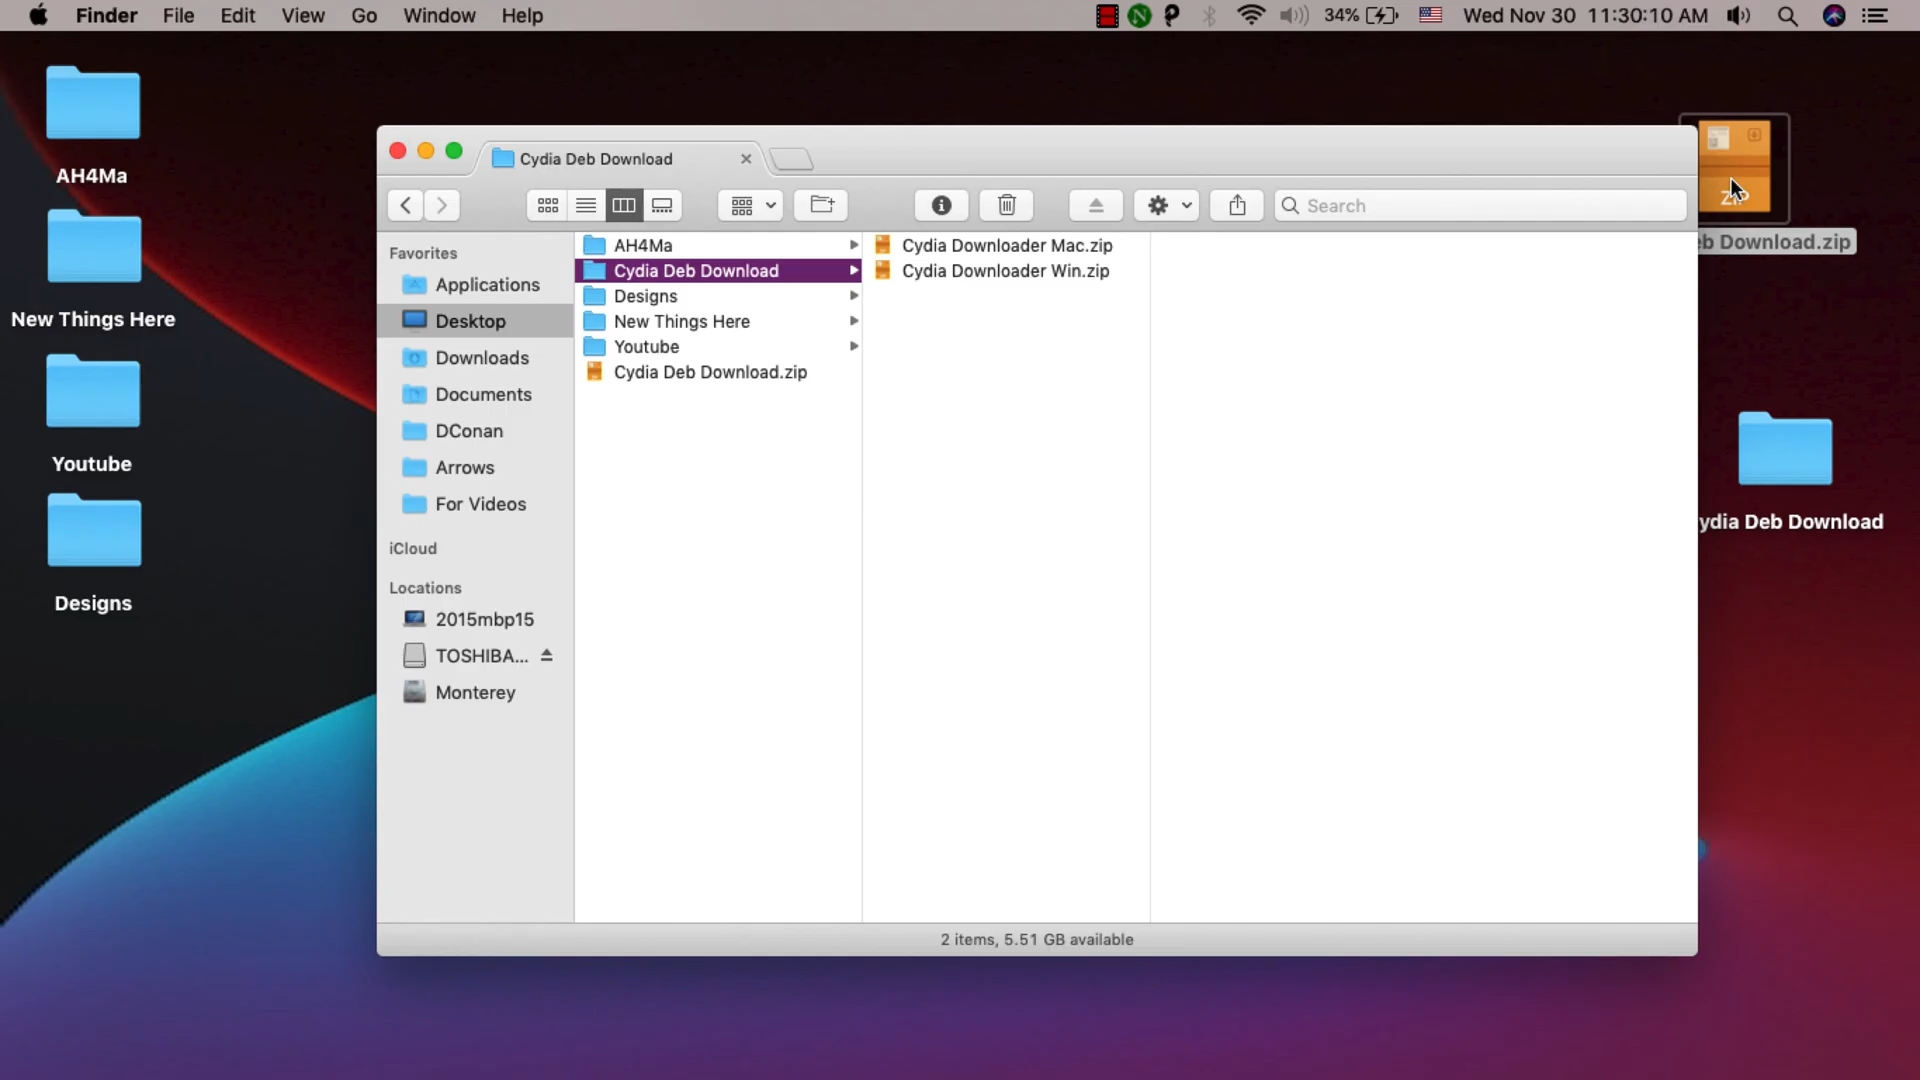 Finder File Edit View Go Window Help 34% Wed Nov 30 11:30:10 AM
AH4Ma
New Things Here
Youtube
Designs
Cydia Deb Download
Search
Favorites
Applications
Desktop
Downloads
Documents
DConan
Arrows
For Videos
iCloud
Locations
2015mbp15
TOSHIBA...
Monterey
AH4Ma
Cydia Deb Download
Designs
New Things Here
Youtube
Cydia Deb Download.zip
Cydia Downloader Mac.zip
Cydia Downloader Win.zip
2 items, 5.51 GB available
ZIP
eb Download.zip
ydia Deb Download